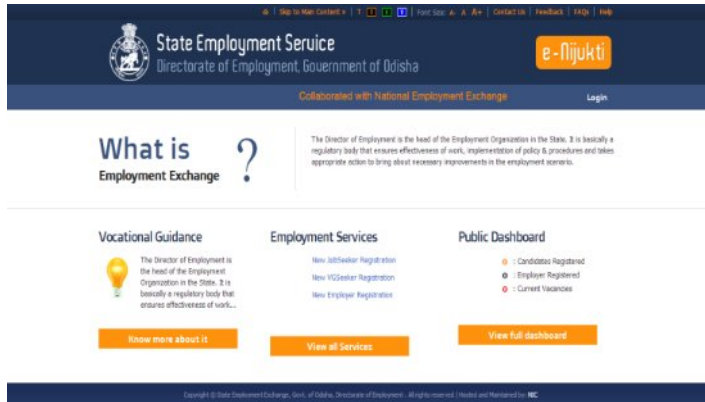 Skip to Main Content | T T T T | Font Size: A- A A+ | Contact Us | Feedback | FAQs | Help
State Employment Service
Directorate of Employment, Government of Odisha
e-Nijukti
Collaborated with National Employment Exchange
Login
What is
Employment Exchange
?
The Director of Employment is the head of the Employment Organization in the State. It is basically a
regulatory body that ensures effectiveness of work, implementation of policy & procedures and takes
appropriate action to bring about necessary improvements in the employment scenario.
Vocational Guidance
The Director of Employment is
the head of the Employment
Organization in the State. It is
basically a regulatory body that
ensures effectiveness of work...
Know more about it
Employment Services
New JobSeeker Registration
New VGSeeker Registration
New Employer Registration
View all Services
Public Dashboard
0 : Candidates Registered
0 : Employer Registered
0 : Current Vacancies
View full dashboard
Copyright © State Employment Exchange, Govt. of Odisha, Directorate of Employment . All rights reserved | Hosted and Maintained by: NIC